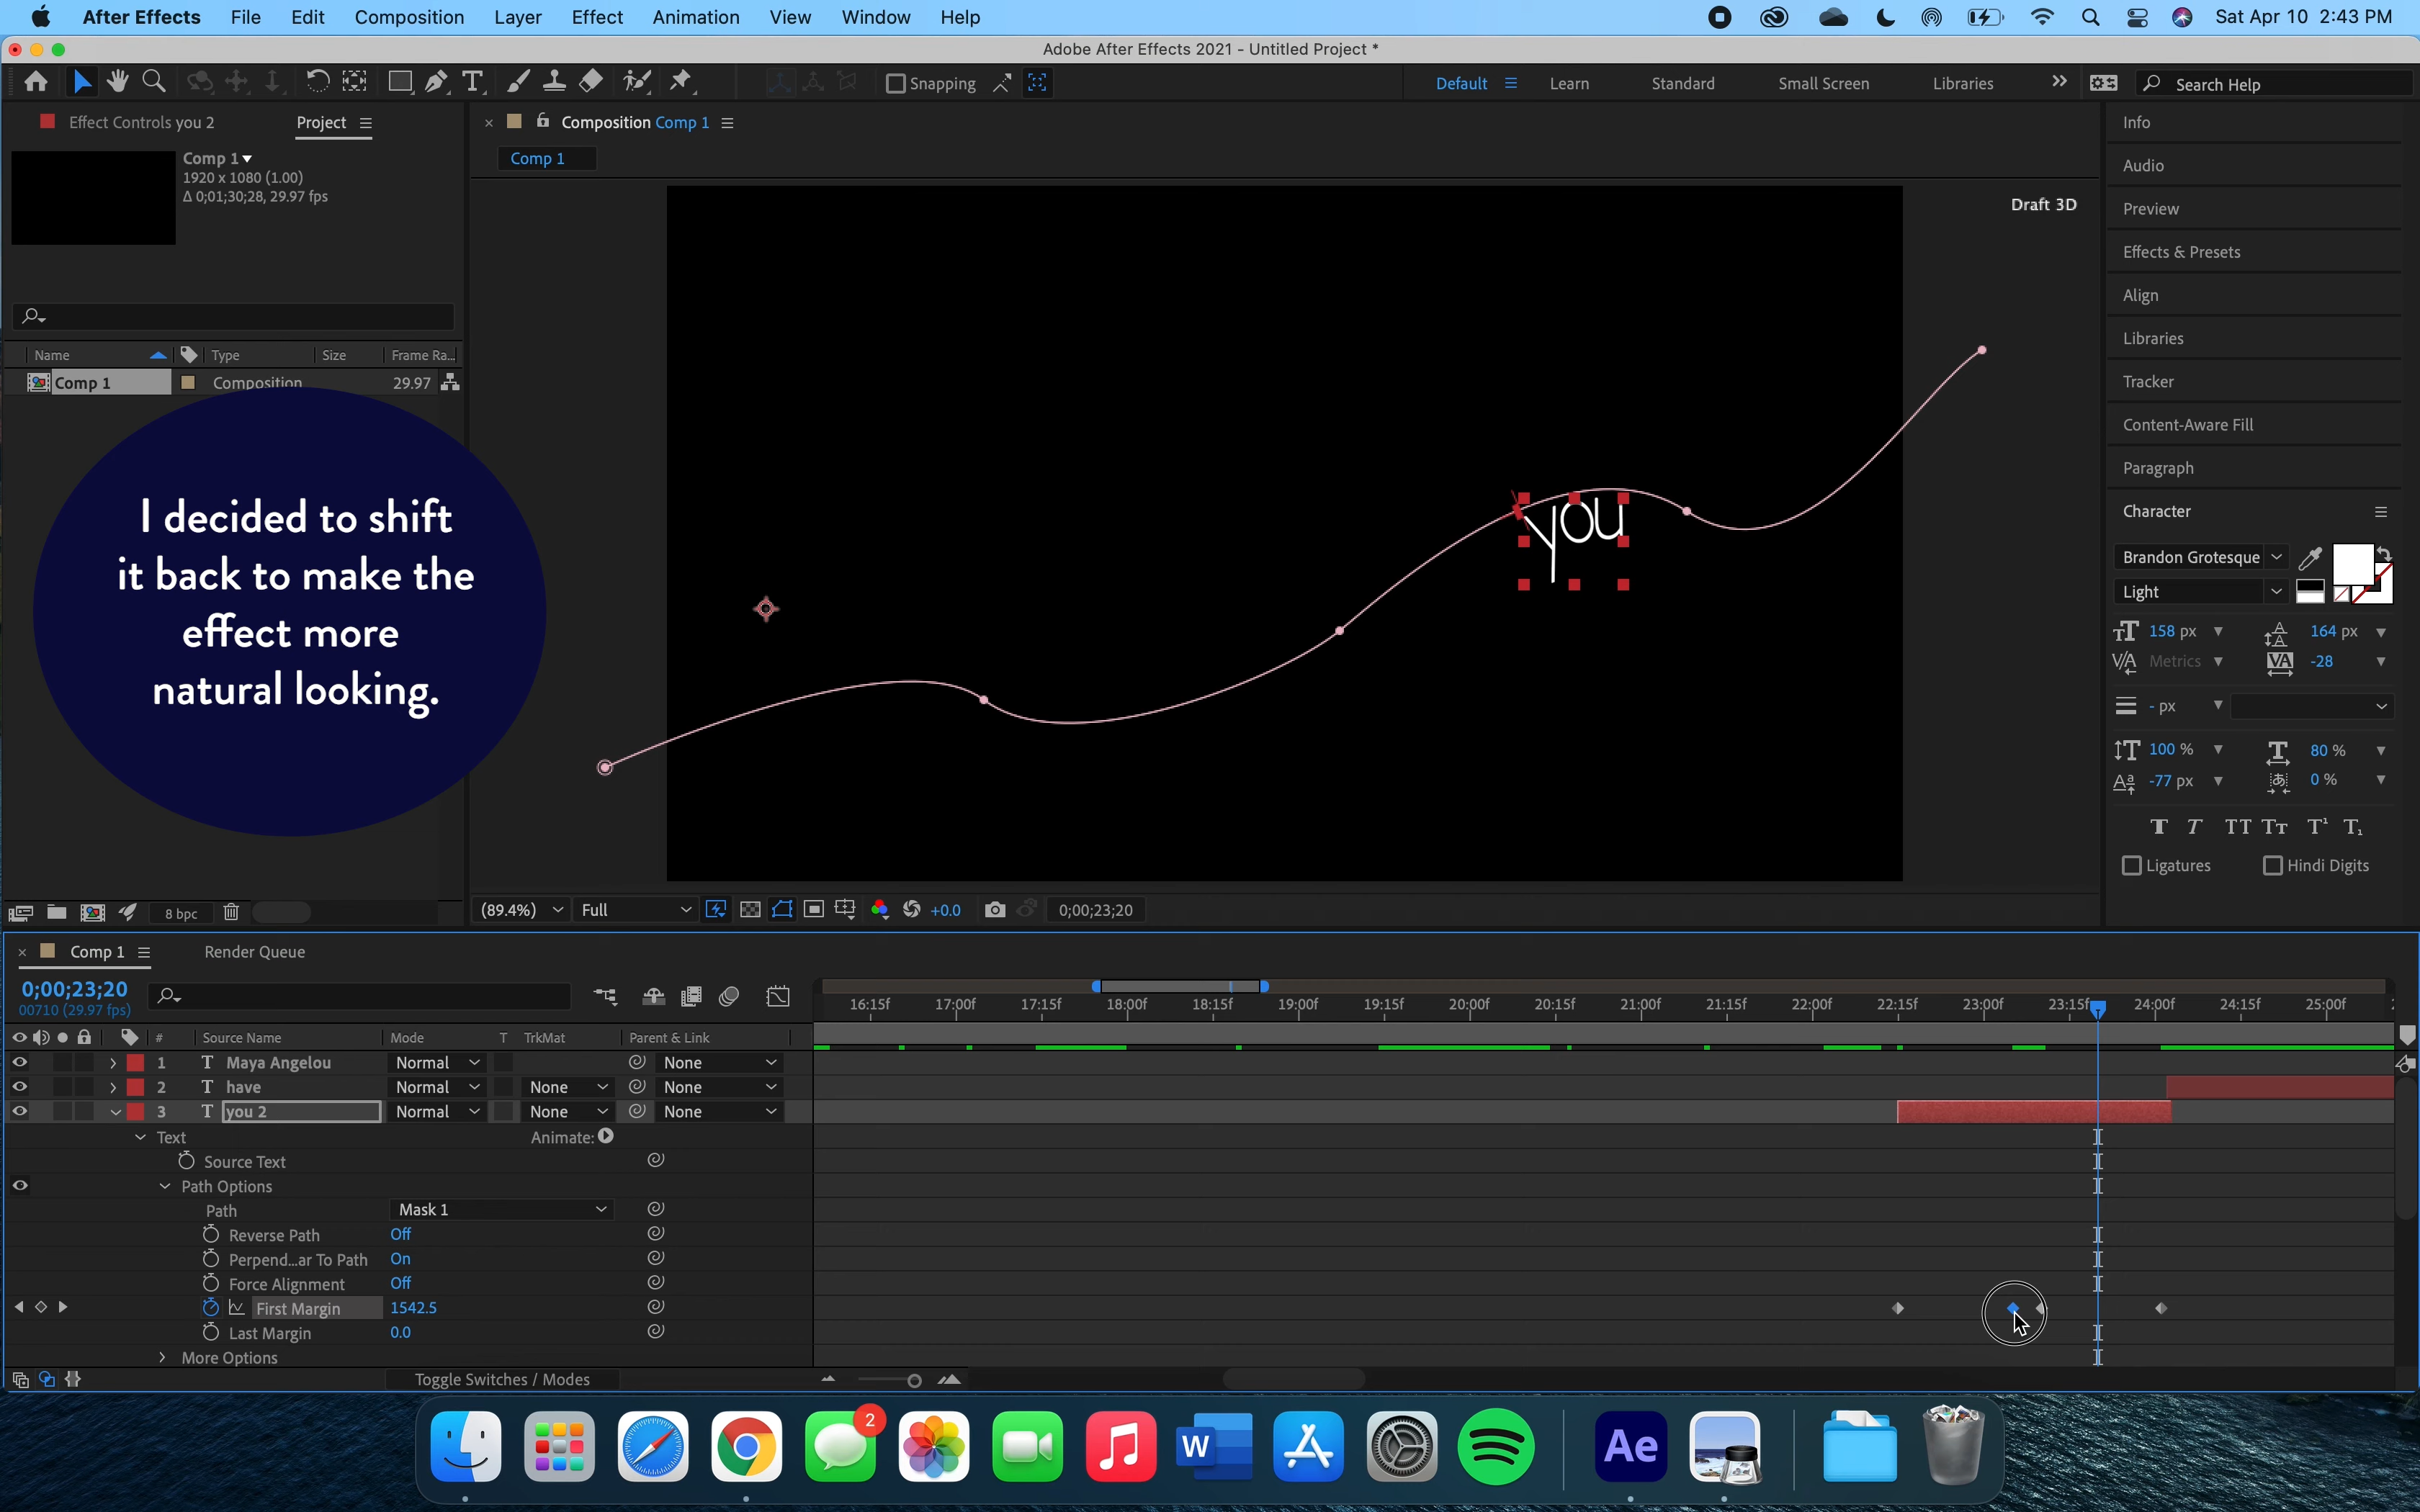 After Effects File Edit Composition Layer Effect Animation View Window Help Sat Apr 10 2:43 PM
Adobe After Effects 2021 - Untitled Project *
Snapping Default Learn Standard Small Screen Libraries Search Help
Effect Controls you 2 Project
Composition Comp 1
Comp 1
1920 x 1080 (1.00)
Δ 0;01;30;28, 29.97 fps
Comp 1
Draft 3D
Name Type Size Frame Ra...
Comp 1 Composition 29.97
I decided to shift
it back to make the
effect more
natural looking.
you
Info
Audio
Preview
Effects & Presets
Align
Libraries
Tracker
Content-Aware Fill
Paragraph
Character
Brandon Grotesque
Light
158 px 164 px
Metrics -28
- px
100 % 80 %
-77 px 0 %
Ligatures Hindi Digits
8 bpc
(89.4%) Full +0.0 0;00;23;20
Comp 1 Render Queue
0;00;23;20
00710 (29.97 fps)
16:15f 17:00f 17:15f 18:00f 18:15f 19:00f 19:15f 20:00f 20:15f 21:00f 21:15f 22:00f 22:15f 23:00f 23:15f 24:00f 24:15f 25:00f
# Source Name Mode T TrkMat Parent & Link
1 T Maya Angelou Normal None
2 T have Normal None None
3 T you 2 Normal None None
Text Animate:
Source Text
Path Options
Path Mask 1
Reverse Path Off
Perpend...ar To Path On
Force Alignment Off
First Margin 1542.5
Last Margin 0.0
More Options
Toggle Switches / Modes
2
W
Ae